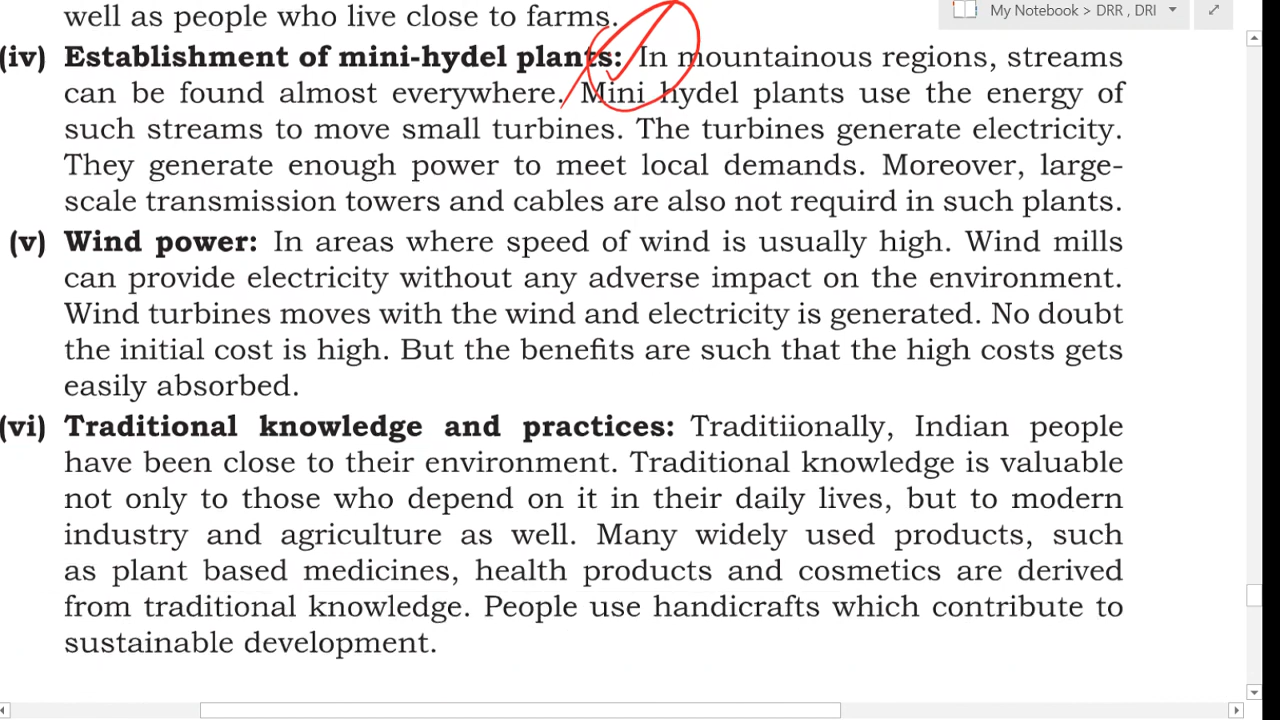 My Notebook > DRR , DRI
well as people who live close to farms.
(iv) Establishment of mini-hydel plants: In mountainous regions, streams
can be found almost everywhere. Mini hydel plants use the energy of
such streams to move small turbines. The turbines generate electricity.
They generate enough power to meet local demands. Moreover, large-
scale transmission towers and cables are also not requird in such plants.
(v) Wind power: In areas where speed of wind is usually high. Wind mills
can provide electricity without any adverse impact on the environment.
Wind turbines moves with the wind and electricity is generated. No doubt
the initial cost is high. But the benefits are such that the high costs gets
easily absorbed.
(vi) Traditional knowledge and practices: Traditiionally, Indian people
have been close to their environment. Traditional knowledge is valuable
not only to those who depend on it in their daily lives, but to modern
industry and agriculture as well. Many widely used products, such
as plant based medicines, health products and cosmetics are derived
from traditional knowledge. People use handicrafts which contribute to
sustainable development.